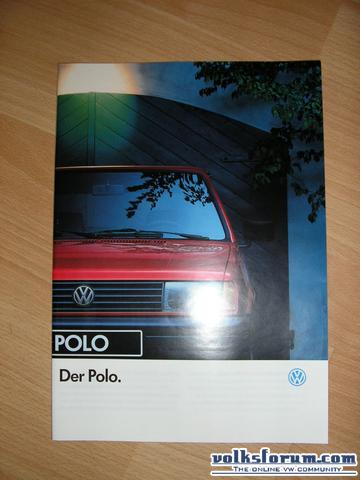 POLO
Der Polo.
volksforum.com
THE ONLINE VW COMMUNITY